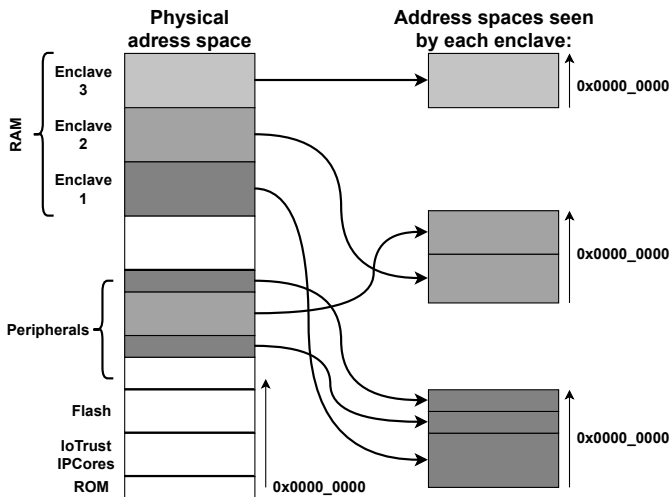 Physical
adress space
Address spaces seen
by each enclave:
RAM
Enclave
3
Enclave
2
Enclave
1
0x0000_0000
0x0000_0000
Peripherals
Flash
IoTrust
IPCores
ROM
0x0000_0000
0x0000_0000